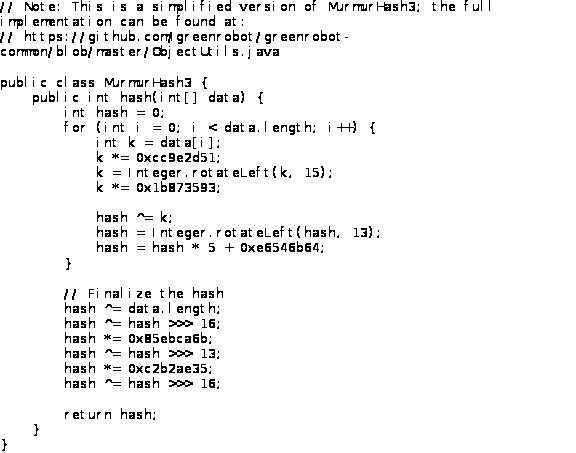 // Note: This is a simplified version of MurmurHash3; the full
implementation can be found at:
// https://github.com/greenrobot/greenrobot-
common/blob/master/ObjectUtils.java

public class MurmurHash3 {
    public int hash(int[] data) {
        int hash = 0;
        for (int i = 0; i < data.length; i++) {
            int k = data[i];
            k *= 0xcc9e2d51;
            k = Integer.rotateLeft(k, 15);
            k *= 0x1b873593;

            hash ^= k;
            hash = Integer.rotateLeft(hash, 13);
            hash = hash * 5 + 0xe6546b64;
        }

        // Finalize the hash
        hash ^= data.length;
        hash ^= hash >>> 16;
        hash *= 0x85ebca6b;
        hash ^= hash >>> 13;
        hash *= 0xc2b2ae35;
        hash ^= hash >>> 16;

        return hash;
    }
}